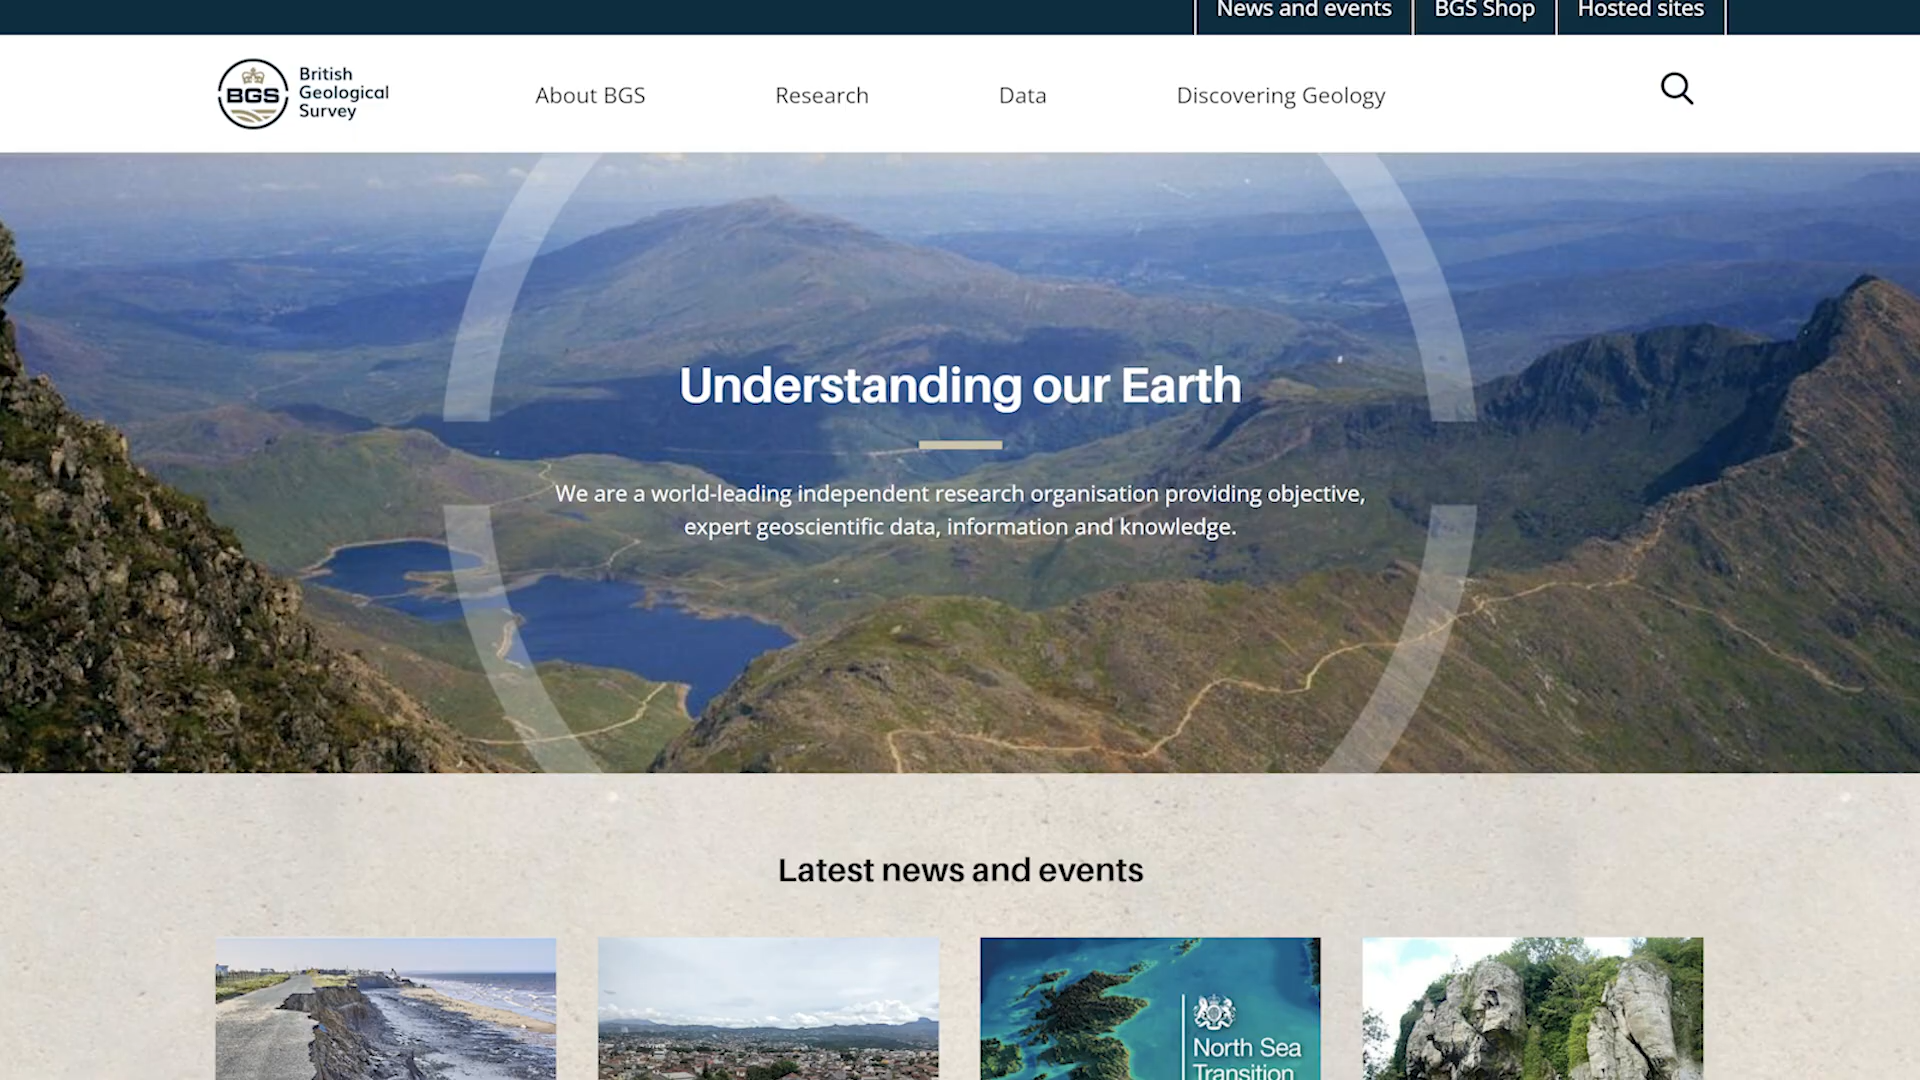 News and events
BGS Shop
Hosted sites
BGS
British
Geological
Survey
About BGS
Research
Data
Discovering Geology
Understanding our Earth
We are a world-leading independent research organisation providing objective,
expert geoscientific data, information and knowledge.
Latest news and events
North Sea
Transition